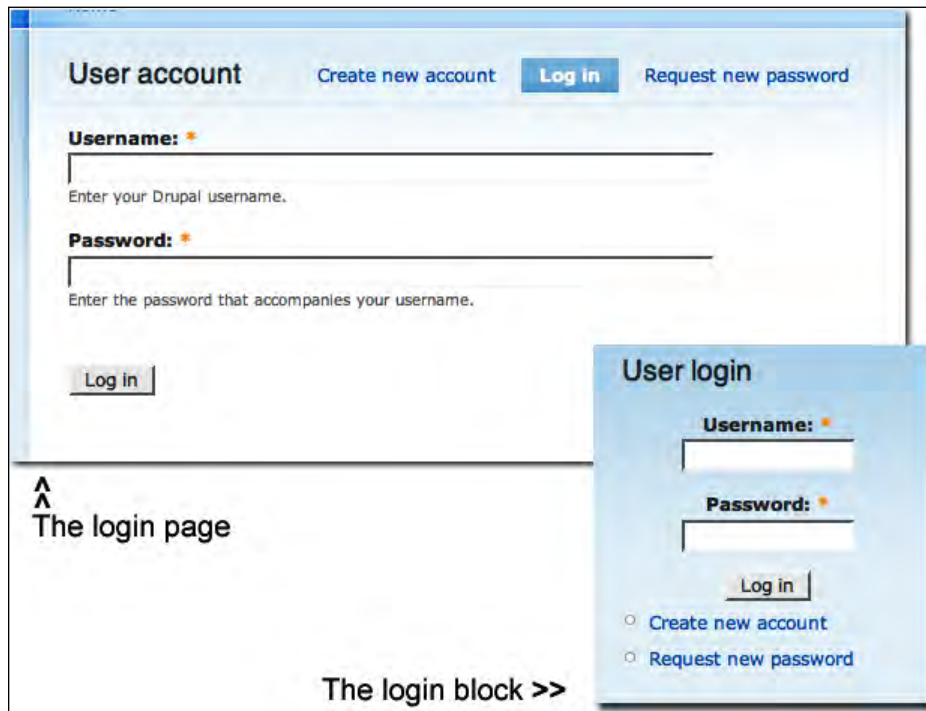 User account Create new account Log in Request new password
Username: *
Enter your Drupal username.
Password: *
Enter the password that accompanies your username.
Log in
^
^
The login page
User login
Username: *
Password: *
Log in
Create new account
Request new password
The login block >>